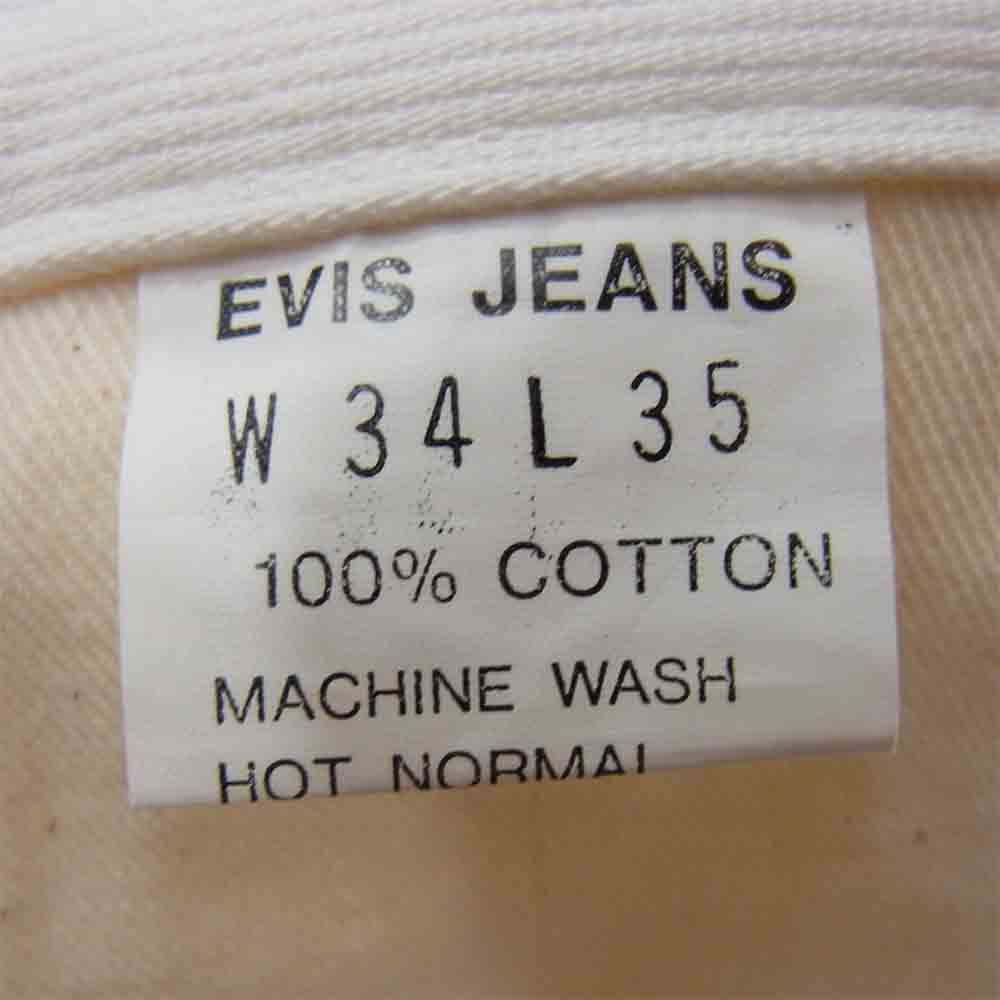 EVIS JEANS
W 34 L 35
100% COTTON
MACHINE WASH
HOT NORMAL